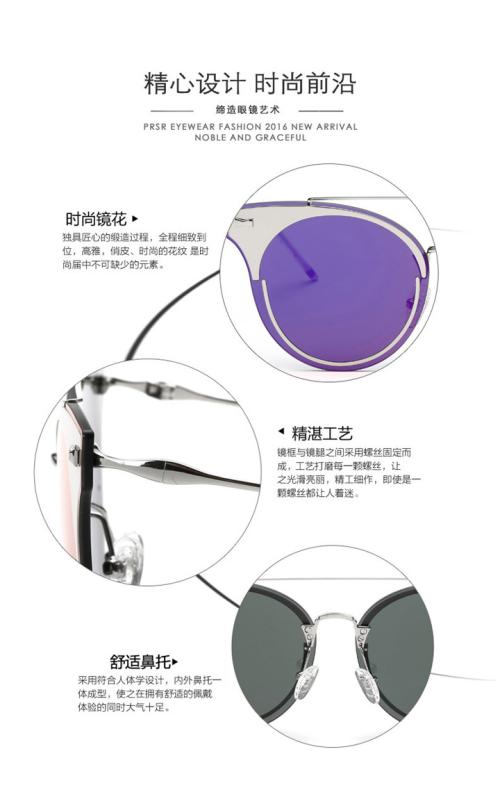 精心设计 时尚前沿
缔造眼镜艺术
PRSR EYEWEAR FASHION 2016 NEW ARRIVAL
NOBLE AND GRACEFUL
时尚镜花
独具匠心的缎造过程，全程细致到
位，高雅，俏皮、时尚的花纹 是时
尚届中不可缺少的元素。
精湛工艺
镜框与镜腿之间采用螺丝固定而
成，工艺打磨每一颗螺丝，让
之光滑亮丽，精工细作，即使是一
颗螺丝都让人着迷。
舒适鼻托
采用符合人体学设计，内外鼻托一
体成型，使之在拥有舒适的佩戴
体验的同时大气十足。